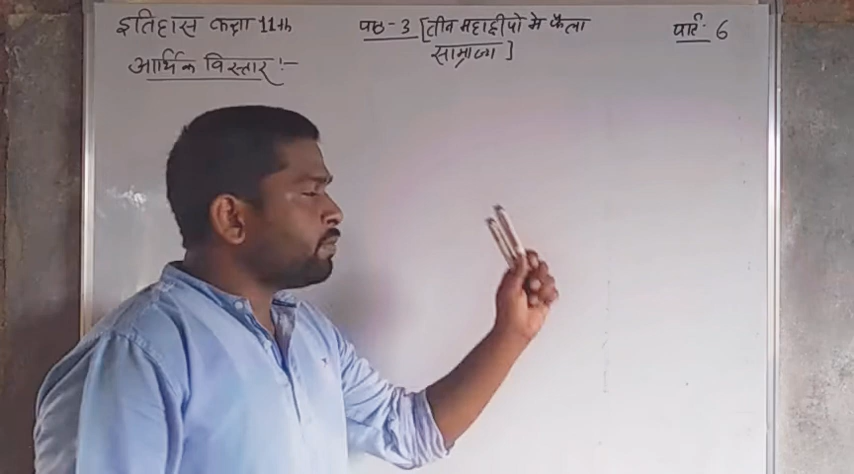 इतिहास कक्षा 11th
पाठ-3 [तीन महाद्वीपो मे फैला
साम्राज्य]
पार्ट- 6
आर्थिक विस्तार :-